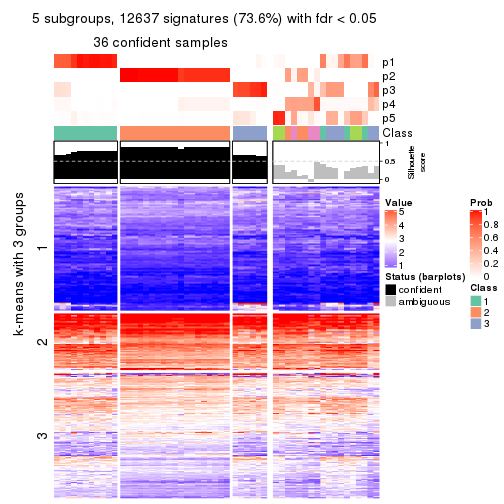 5 subgroups, 12637 signatures (73.6%) with fdr < 0.05
36 confident samples
p1
p2
p3
p4
p5
Class
1
0.5
0
Silhouette
score
k-means with 3 groups
1
2
3
Value
5
4
3
2
1
Status (barplots)
confident
ambiguous
Prob
1
0.8
0.6
0.4
0.2
0
Class
1
2
3